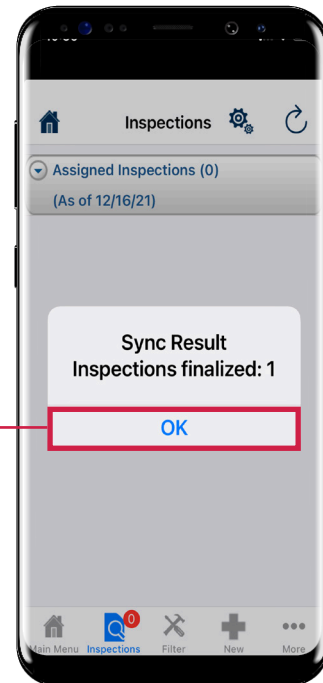 Inspections
Assigned Inspections (0)
(As of 12/16/21)
Sync Result
Inspections finalized: 1
OK
0
Main Menu
Inspections
Filter
New
More